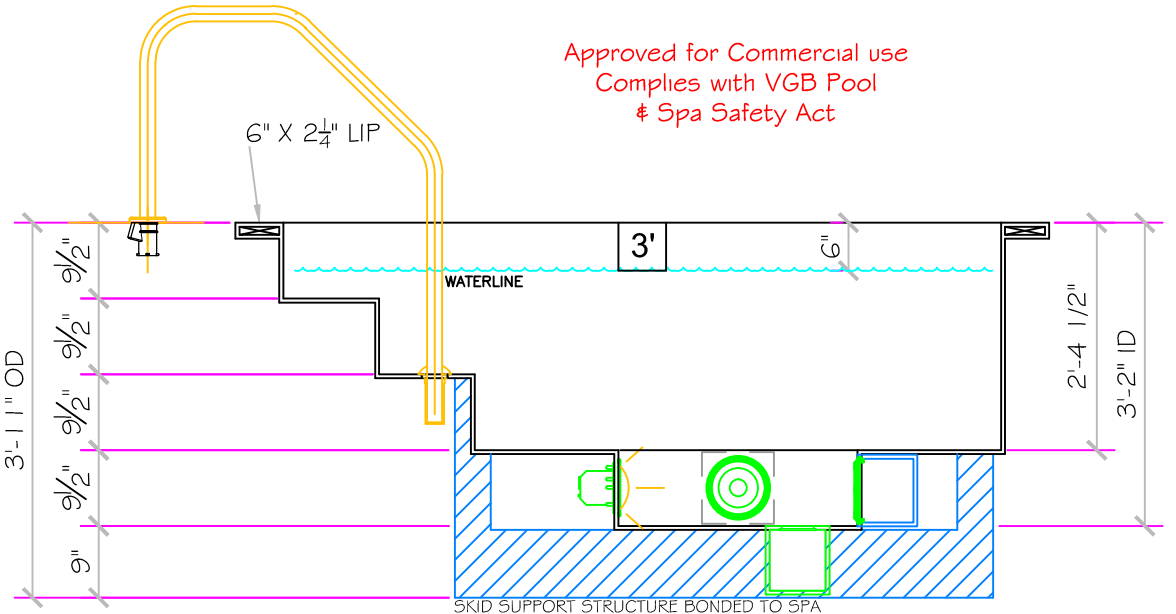 Approved for Commercial use
Complies with VGB Pool
& Spa Safety Act
6" X 2¼" LIP
3'
6"
WATERLINE
9½"
9½"
9½"
9½"
9"
3'-11" OD
2'-4 1/2"
3'-2" ID
SKID SUPPORT STRUCTURE BONDED TO SPA